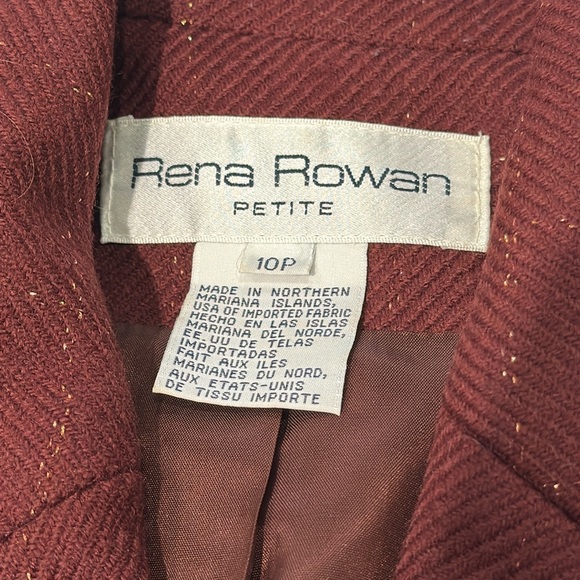 Rena Rowan
PETITE
10P
MADE IN NORTHERN
MARIANA ISLANDS,
USA OF IMPORTED FABRIC
HECHO EN LAS ISLAS
MARIANA DEL NORDE,
EE.UU DE TELAS
IMPORTADAS
FAIT AUX ILES
MARIANES DU NORD,
AUX ETATS-UNIS
DE TISSU IMPORTE